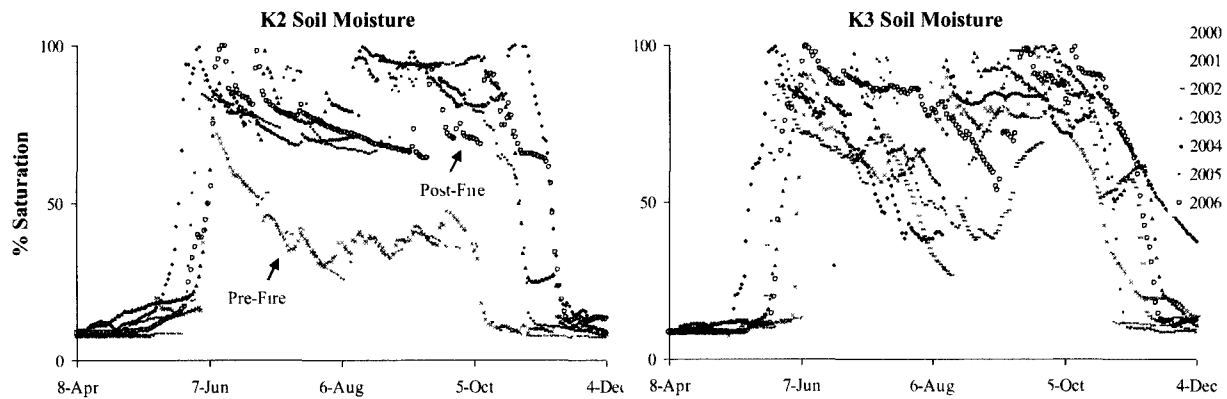 K2 Soil Moisture
100
50
0
% Saturation
Post-Fire
Pre-Fire
8-Apr 7-Jun 6-Aug 5-Oct 4-Dec
K3 Soil Moisture
100
50
0
8-Apr 7-Jun 6-Aug 5-Oct 4-Dec
2000
2001
2002
2003
2004
2005
2006